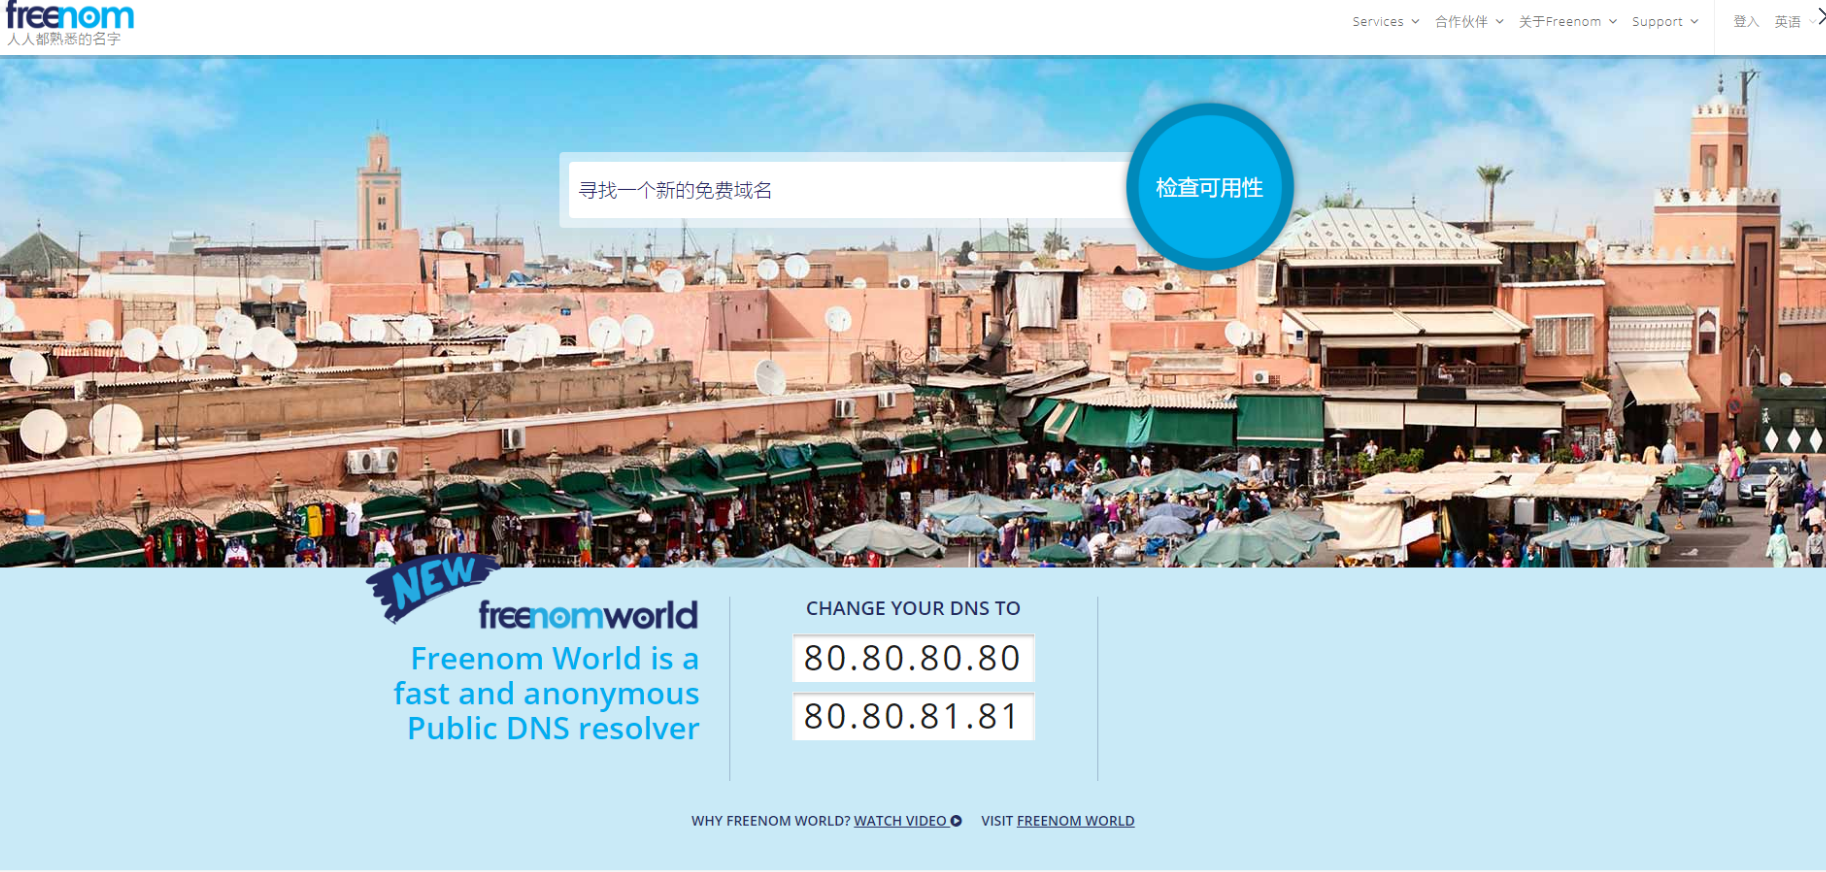 freenom
人人都熟悉的名字
Services
合作伙伴
关于Freenom
Support
登入
英语
寻找一个新的免费域名
检查可用性
NEW
freenomworld
Freenom World is a
fast and anonymous
Public DNS resolver
CHANGE YOUR DNS TO
80.80.80.80
80.80.81.81
WHY FREENOM WORLD? WATCH VIDEO
VISIT FREENOM WORLD